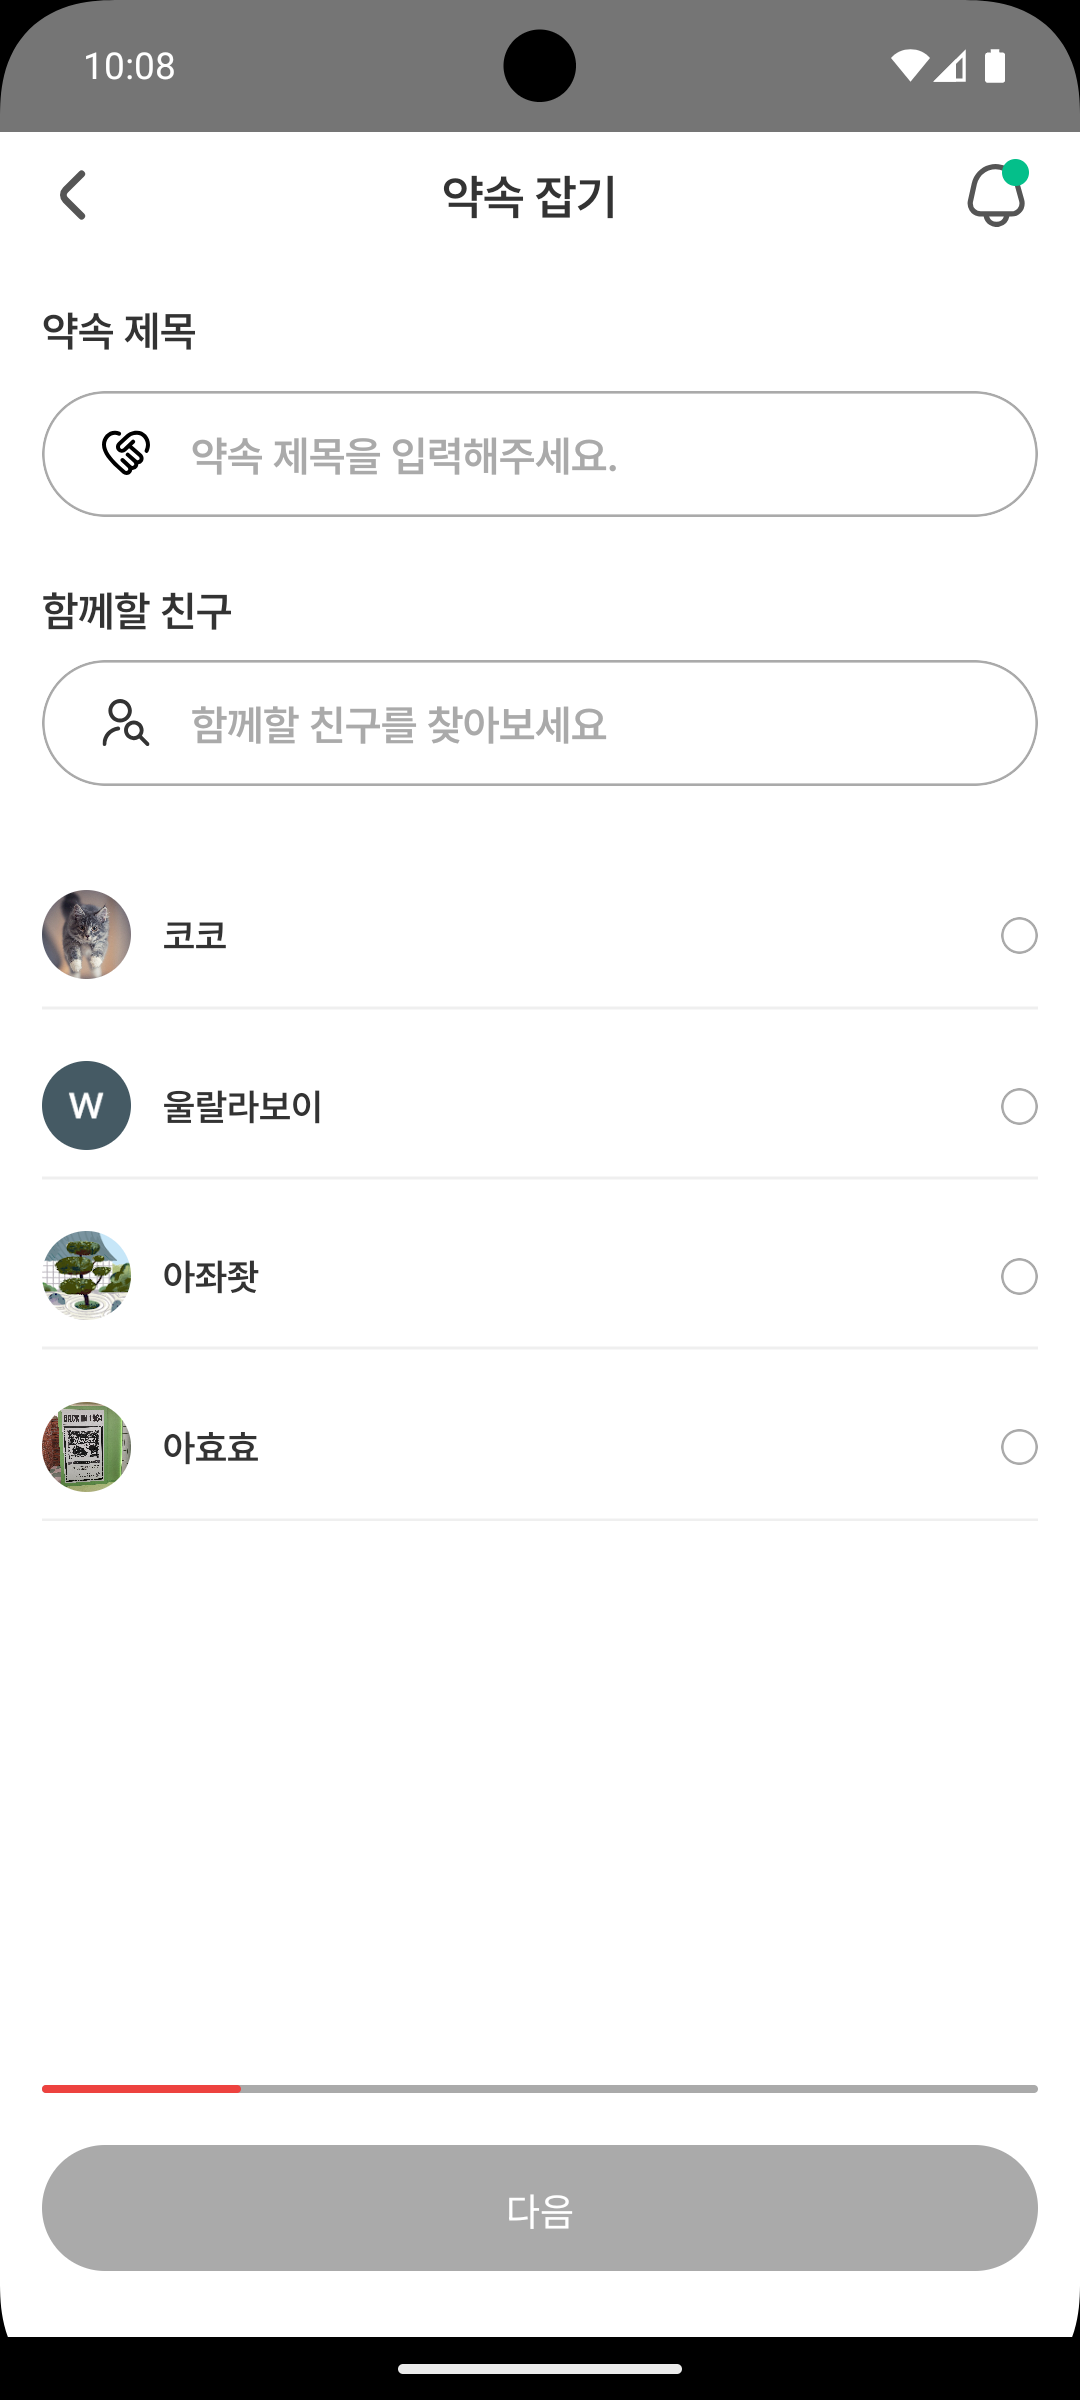 10:08
약속 잡기
약속 제목
약속 제목을 입력해주세요.
함께할 친구
함께할 친구를 찾아보세요
코코
W
울랄라보이
아좌좟
아효효
다음